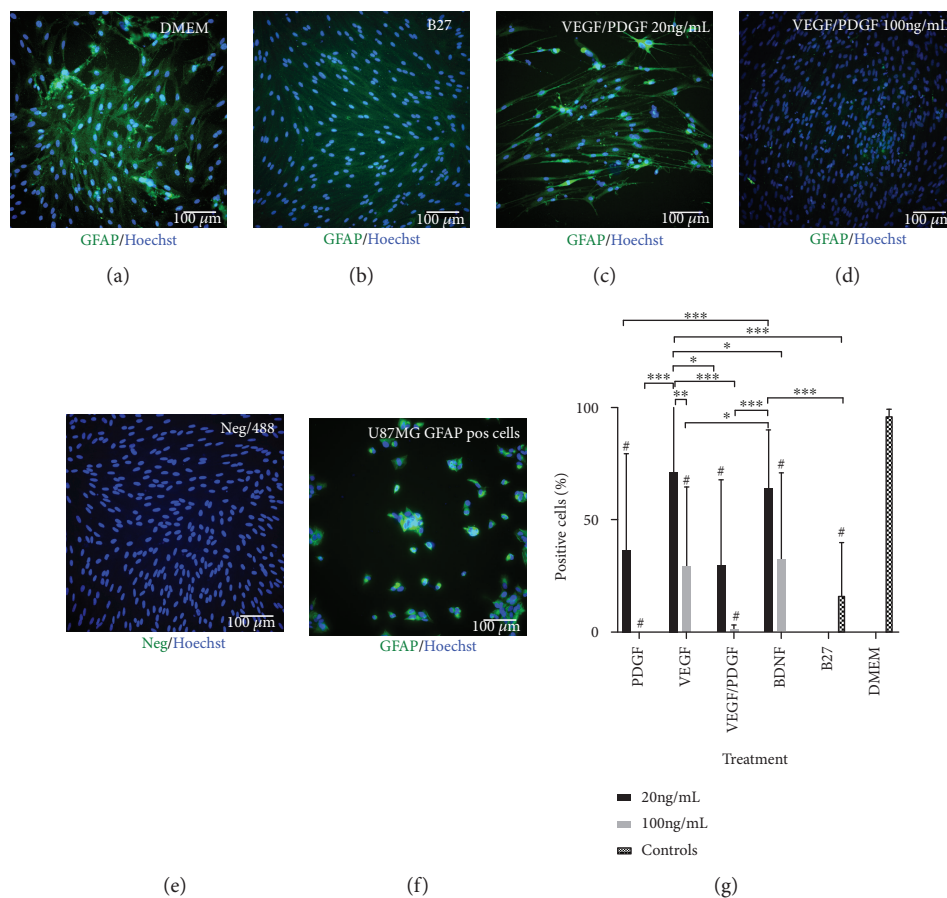 DMEM
100 μm
GFAP/Hoechst
(a)
B27
100 μm
GFAP/Hoechst
(b)
VEGF/PDGF 20ng/mL
100 μm
GFAP/Hoechst
(c)
VEGF/PDGF 100ng/mL
100 μm
GFAP/Hoechst
(d)
Neg/488
100 μm
Neg/Hoechst
(e)
U87MG GFAP pos cells
100 μm
GFAP/Hoechst
(f)
***
***
*
*
*** ***
** *** ***
*
Positive cells (%)
100
50
0
# # # # # # #
PDGF
VEGF
VEGF/PDGF
BDNF
B27
DMEM
Treatment
20ng/mL
100ng/mL
Controls
(g)